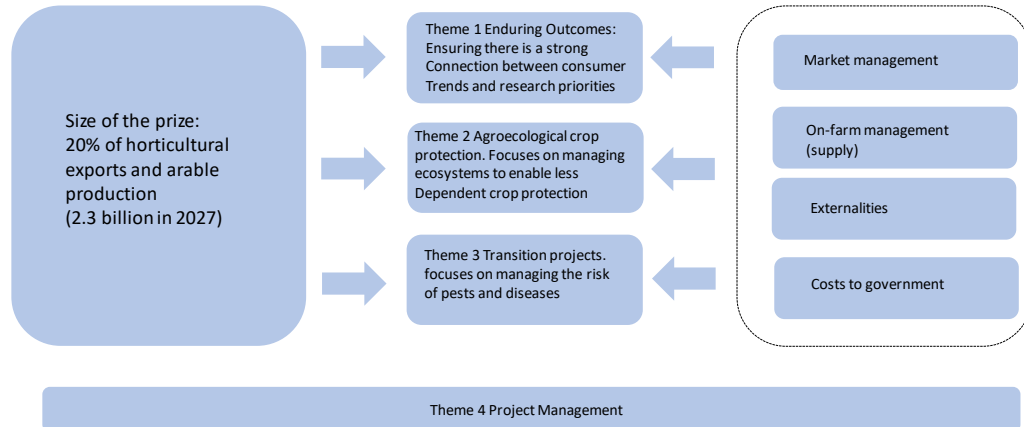 Size of the prize:
20% of horticultural
exports and arable
production
(2.3 billion in 2027)
Theme 1 Enduring Outcomes:
Ensuring there is a strong
Connection between consumer
Trends and research priorities
Theme 2 Agroecological crop
protection. Focuses on managing
ecosystems to enable less
Dependent crop protection
Theme 3 Transition projects.
focuses on managing the risk
of pests and diseases
Market management
On-farm management
(supply)
Externalities
Costs to government
Theme 4 Project Management